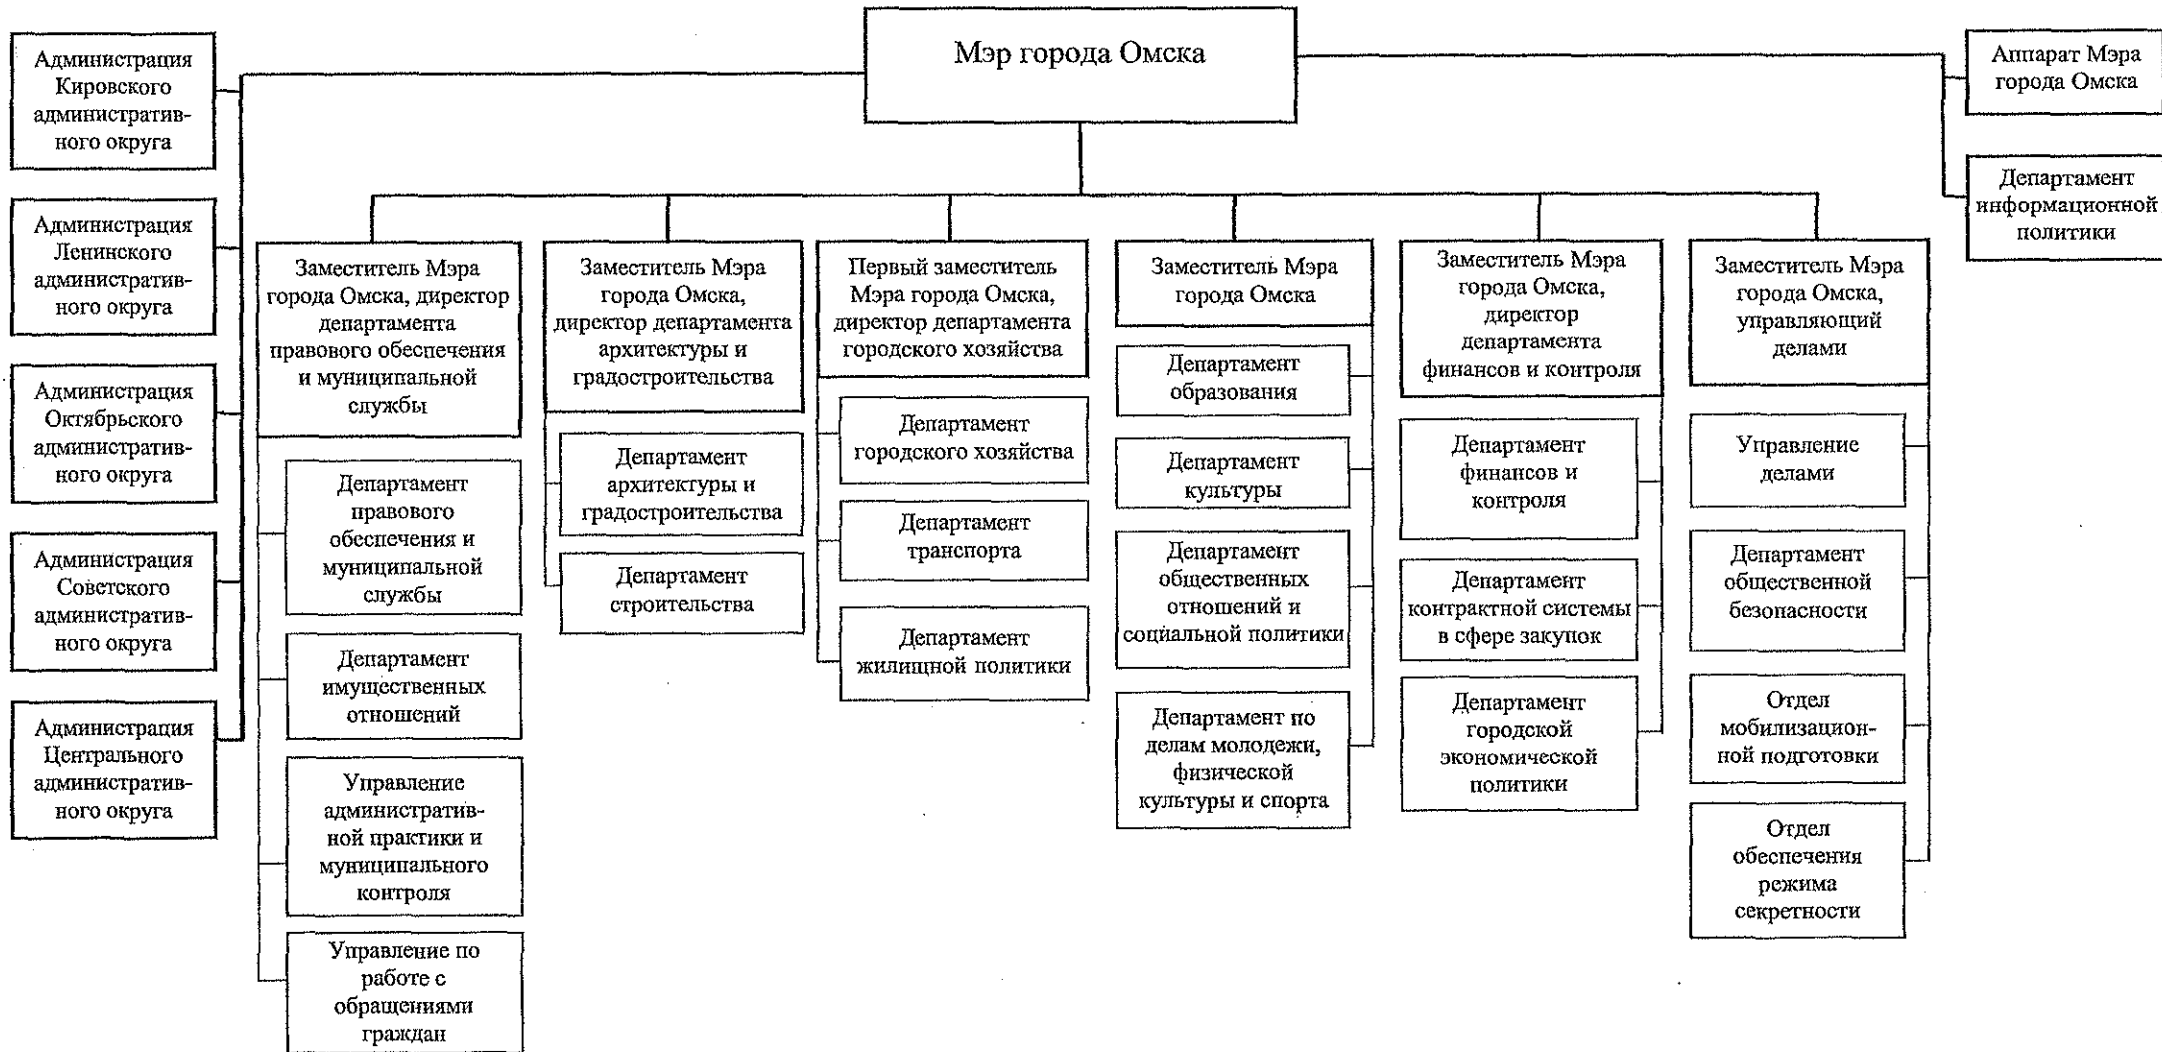 Мэр города Омска
Администрация
Кировского
административ-
ного округа
Администрация
Ленинского
административ-
ного округа
Администрация
Октябрьского
административ-
ного округа
Администрация
Советского
административ-
ного округа
Администрация
Центрального
административ-
ного округа
Аппарат Мэра
города Омска
Департамент
информационной
политики
Заместитель Мэра
города Омска, директор
департамента
правового обеспечения
и муниципальной
службы
Департамент
правового
обеспечения и
муниципальной
службы
Департамент
имущественных
отношений
Управление
административ-
ной практики и
муниципального
контроля
Управление по
работе с
обращениями
граждан
Заместитель Мэра
города Омска,
директор департамента
архитектуры и
градостроительства
Департамент
архитектуры и
градостроительства
Департамент
строительства
Первый заместитель
Мэра города Омска,
директор департамента
городского хозяйства
Департамент
городского хозяйства
Департамент
транспорта
Департамент
жилищной политики
Заместитель Мэра
города Омска
Департамент
образования
Департамент
культуры
Департамент
общественных
отношений и
социальной политики
Департамент по
делам молодежи,
физической
культуры и спорта
Заместитель Мэра
города Омска,
директор
департамента
финансов и контроля
Департамент
финансов и
контроля
Департамент
контрактной системы
в сфере закупок
Департамент
городской
экономической
политики
Заместитель Мэра
города Омска,
управляющий
делами
Управление
делами
Департамент
общественной
безопасности
Отдел
мобилизацион-
ной подготовки
Отдел
обеспечения
режима
секретности